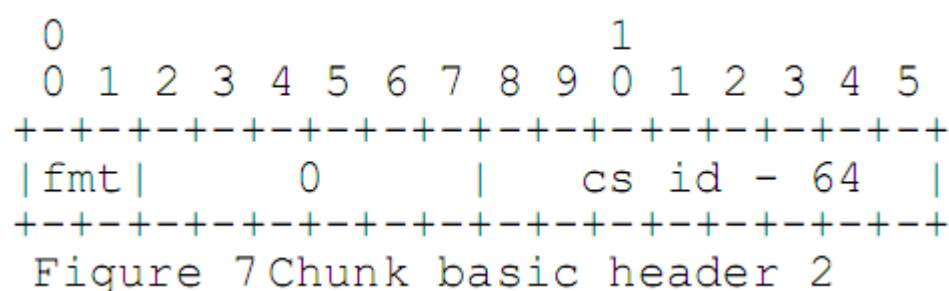 0                   1
0 1 2 3 4 5 6 7 8 9 0 1 2 3 4 5
+-+-+-+-+-+-+-+-+-+-+-+-+-+-+-+-+
|fmt|     0     |   cs id - 64  |
+-+-+-+-+-+-+-+-+-+-+-+-+-+-+-+-+
Figure 7 Chunk basic header 2